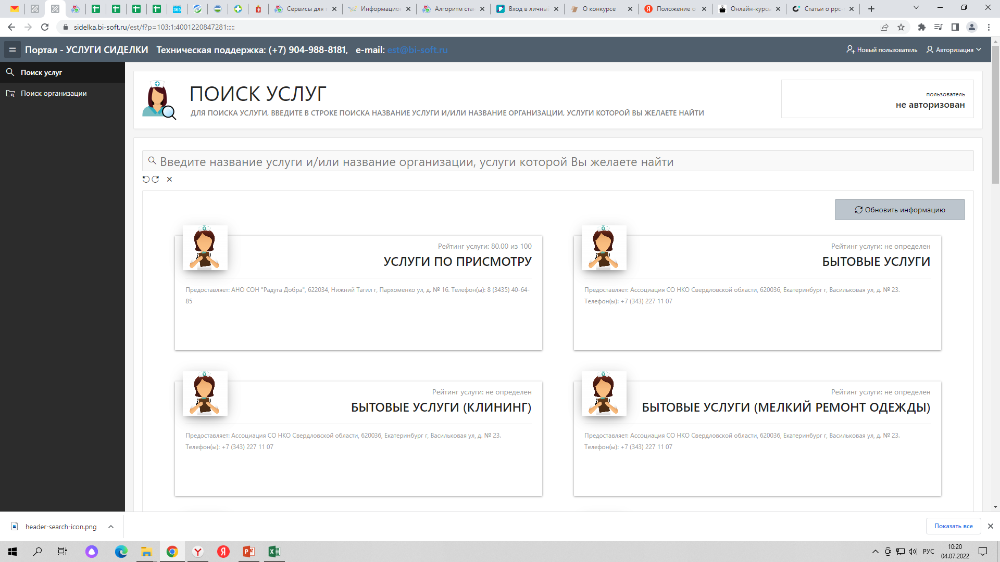 Сервисы для г
Информацион
Алгоритм ста
Вход в личны
О конкурсе
Положение о
Онлайн-курсы
Статьи о ppc-
sidelka.bi-soft.ru/est/f?p=103:1:4001220847281:::::
Портал - УСЛУГИ СИДЕЛКИ Техническая поддержка: (+7) 904-988-8181, e-mail: est@bi-soft.ru
Новый пользователь
Авторизация
Поиск услуг
Поиск организации
ПОИСК УСЛУГ
ДЛЯ ПОИСКА УСЛУГИ, ВВЕДИТЕ В СТРОКЕ ПОИСКА НАЗВАНИЕ УСЛУГИ И/ИЛИ НАЗВАНИЕ ОРГАНИЗАЦИИ, УСЛУГИ КОТОРОЙ ВЫ ЖЕЛАЕТЕ НАЙТИ
пользователь
не авторизован
Введите название услуги и/или название организации, услуги которой Вы желаете найти
Обновить информацию
Рейтинг услуги: 80,00 из 100
УСЛУГИ ПО ПРИСМОТРУ
Предоставляет: АНО СОН "Радуга Добра", 622034, Нижний Тагил г, Пархоменко ул, д. № 16. Телефон(ы): 8 (3435) 40-64-
85
Рейтинг услуги: не определен
БЫТОВЫЕ УСЛУГИ
Предоставляет: Ассоциация СО НКО Свердловской области, 620036, Екатеринбург г, Васильковая ул, д. № 23.
Телефон(ы): +7 (343) 227 11 07
Рейтинг услуги: не определен
БЫТОВЫЕ УСЛУГИ (КЛИНИНГ)
Предоставляет: Ассоциация СО НКО Свердловской области, 620036, Екатеринбург г, Васильковая ул, д. № 23.
Телефон(ы): +7 (343) 227 11 07
Рейтинг услуги: не определен
БЫТОВЫЕ УСЛУГИ (МЕЛКИЙ РЕМОНТ ОДЕЖДЫ)
Предоставляет: Ассоциация СО НКО Свердловской области, 620036, Екатеринбург г, Васильковая ул, д. № 23.
Телефон(ы): +7 (343) 227 11 07
header-search-icon.png
Показать все
РУС
10:20
04.07.2022